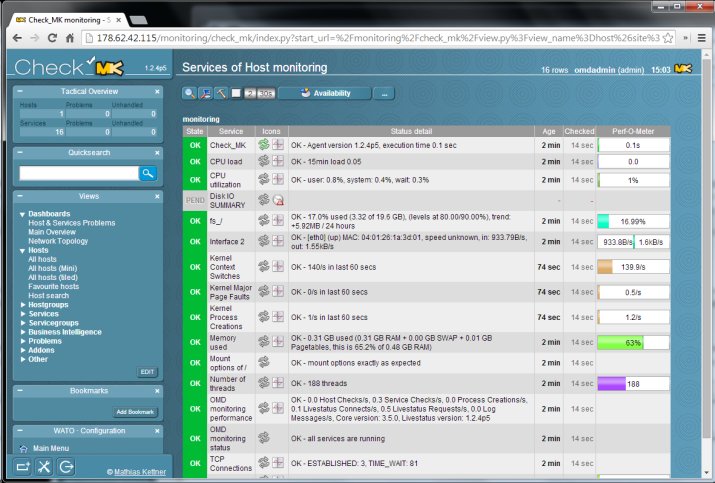 Check_MK monitoring - S
178.62.42.115/monitoring/check_mk/index.py?start_url=%2Fmonitoring%2Fcheck_mk%2Fview.py%3Fview_name%3Dhost%26site%3
Check MK 1.2.4p5
Services of Host monitoring
16 rows omdadmin (admin) 15:03
Tactical Overview
Hosts Problems Unhandled
1 0 0
Services Problems Unhandled
16 0 0
Quicksearch
Views
Dashboards
Host & Services Problems
Main Overview
Network Topology
Hosts
All hosts
All hosts (Mini)
All hosts (tiled)
Favourite hosts
Host search
Hostgroups
Services
Servicegroups
Business Intelligence
Problems
Addons
Other
EDIT
Bookmarks
Add Bookmark
WATO · Configuration
Main Menu
© Mathias Kettner
2 30s Availability ...
monitoring
State Service Icons Status detail Age Checked Perf-O-Meter
OK Check_MK OK - Agent version 1.2.4p5, execution time 0.1 sec 2 min 14 sec 0.1s
OK CPU load OK - 15min load 0.05 2 min 14 sec 0.0
OK CPU utilization OK - user: 0.8%, system: 0.4%, wait: 0.3% 2 min 14 sec 1%
PEND Disk IO SUMMARY - -
OK fs_/ OK - 17.0% used (3.32 of 19.6 GB), (levels at 80.00/90.00%), trend: +5.92MB / 24 hours 2 min 14 sec 16.99%
OK Interface 2 OK - [eth0] (up) MAC: 04:01:26:1a:3d:01, speed unknown, in: 933.79B/s, out: 1.55kB/s 2 min 14 sec 933.8B/s 1.6kB/s
OK Kernel Context Switches OK - 140/s in last 60 secs 74 sec 14 sec 139.9/s
OK Kernel Major Page Faults OK - 0/s in last 60 secs 74 sec 14 sec 0.5/s
OK Kernel Process Creations OK - 1/s in last 60 secs 74 sec 14 sec 1.2/s
OK Memory used OK - 0.31 GB used (0.31 GB RAM + 0.00 GB SWAP + 0.01 GB Pagetables, this is 65.2% of 0.48 GB RAM) 2 min 14 sec 63%
OK Mount options of / OK - mount options exactly as expected 2 min 14 sec
OK Number of threads OK - 188 threads 2 min 14 sec 188
OK OMD monitoring performance OK - 0.0 Host Checks/s, 0.3 Service Checks/s, 0.0 Process Creations/s, 0.1 Livestatus Connects/s, 0.5 Livestatus Requests/s, 0.0 Log Messages/s, Core version: 3.5.0, Livestatus version: 1.2.4p5 2 min 14 sec
OK OMD monitoring status OK - all services are running 2 min 14 sec
OK TCP Connections OK - ESTABLISHED: 3, TIME_WAIT: 81 2 min 14 sec